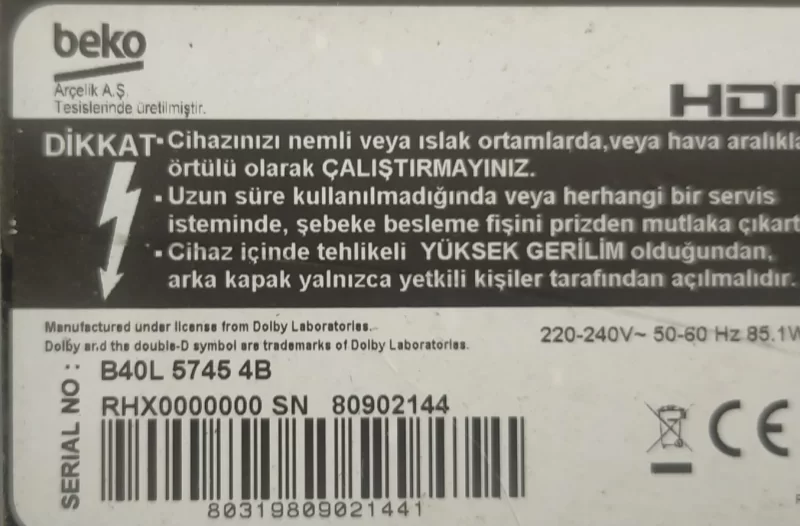 beko
Arçelik A.Ş.
Tesislerinde üretilmiştir.
HDM
DİKKAT
• Cihazınızı nemli veya ıslak ortamlarda,veya hava aralıkla
örtülü olarak ÇALIŞTIRMAYINIZ.
• Uzun süre kullanılmadığında veya herhangi bir servis
isteminde, şebeke besleme fişini prizden mutlaka çıkart
• Cihaz içinde tehlikeli YÜKSEK GERİLİM olduğundan,
arka kapak yalnızca yetkili kişiler tarafından açılmalıdır.
Manufactured under license from Dolby Laboratories.
Dolby and the double-D symbol are trademarks of Dolby Laboratories.
220-240V~ 50-60 Hz 85.1W
SERIAL NO :
B40L 5745 4B
RHX0000000 SN 80902144
80319809021441
CE